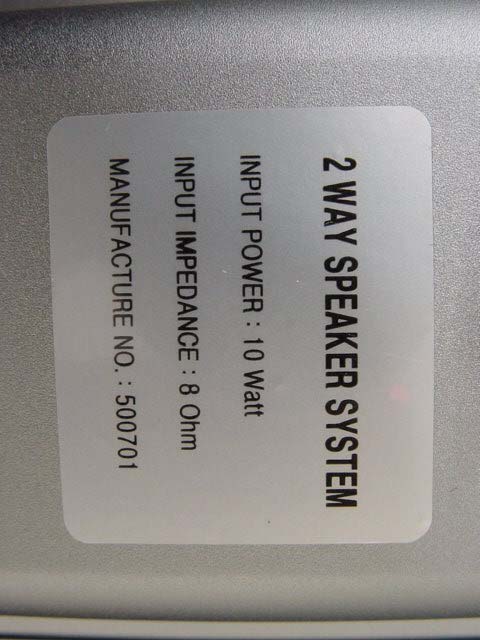 2 WAY SPEAKER SYSTEM
INPUT POWER : 10 Watt
INPUT IMPEDANCE : 8 Ohm
MANUFACTURE NO. : 500701